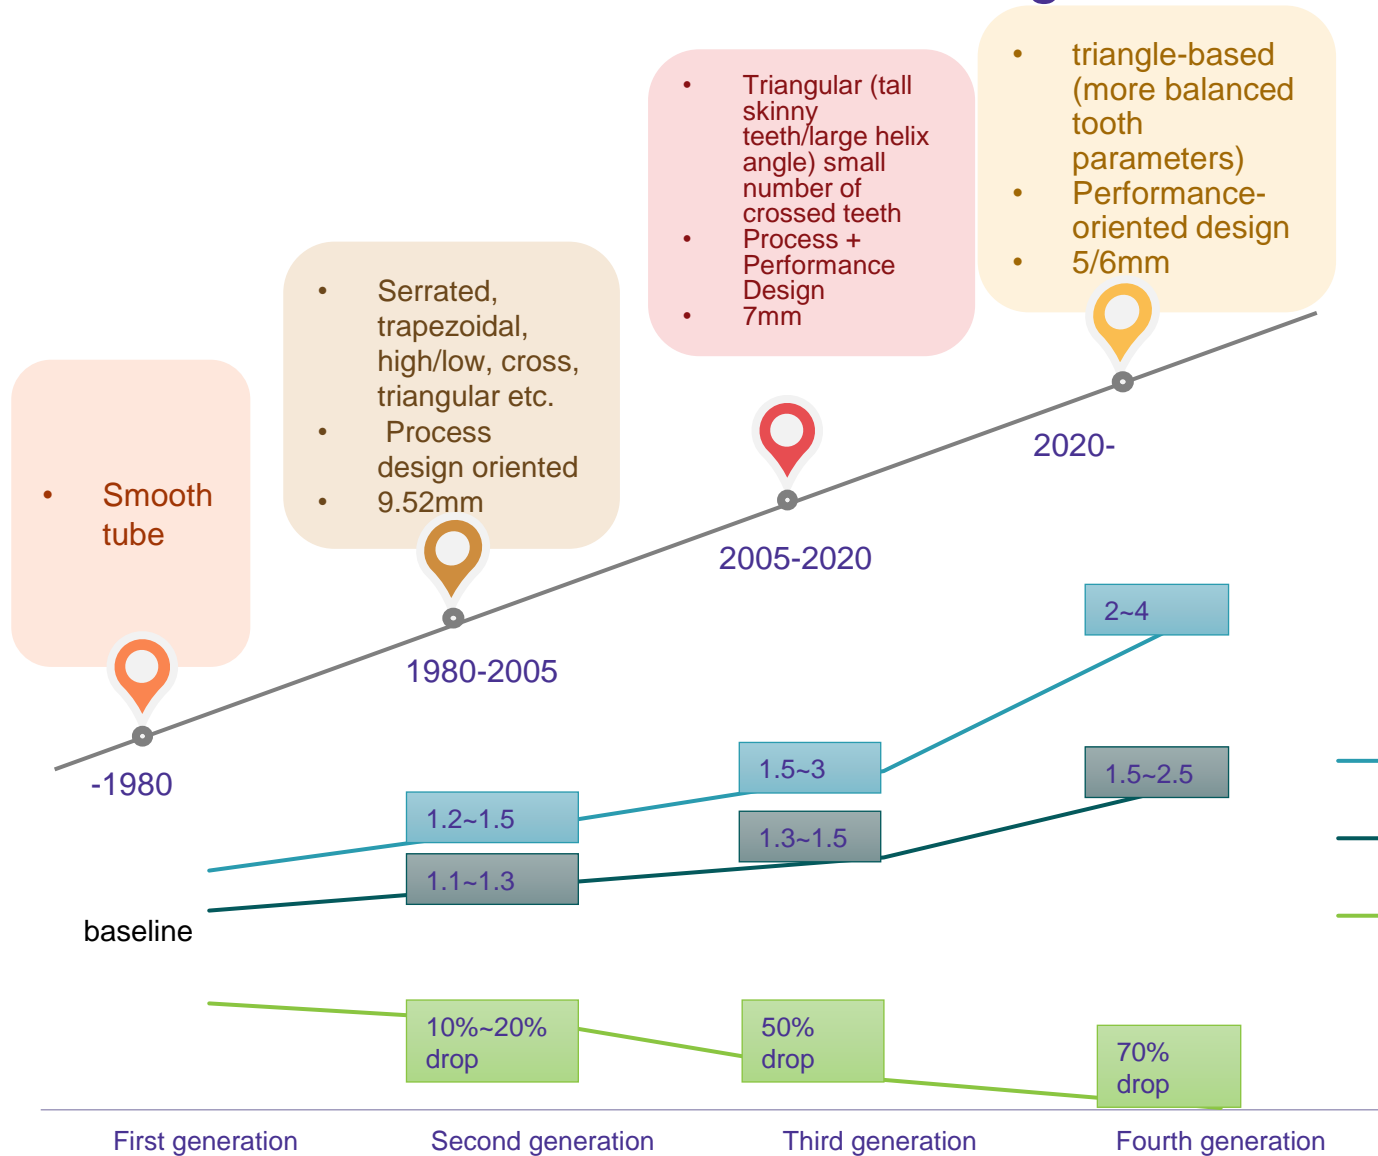 • Smooth
tube
-1980
• Serrated,
trapezoidal,
high/low, cross,
triangular etc.
• Process
design oriented
• 9.52mm
1980-2005
• Triangular (tall
skinny
teeth/large helix
angle) small
number of
crossed teeth
• Process +
Performance
Design
• 7mm
2005-2020
• triangle-based
(more balanced
tooth
parameters)
• Performance-
oriented design
• 5/6mm
2020-
2~4
1.5~3
1.5~2.5
1.2~1.5
1.3~1.5
1.1~1.3
baseline
10%~20%
drop
50%
drop
70%
drop
First generation
Second generation
Third generation
Fourth generation